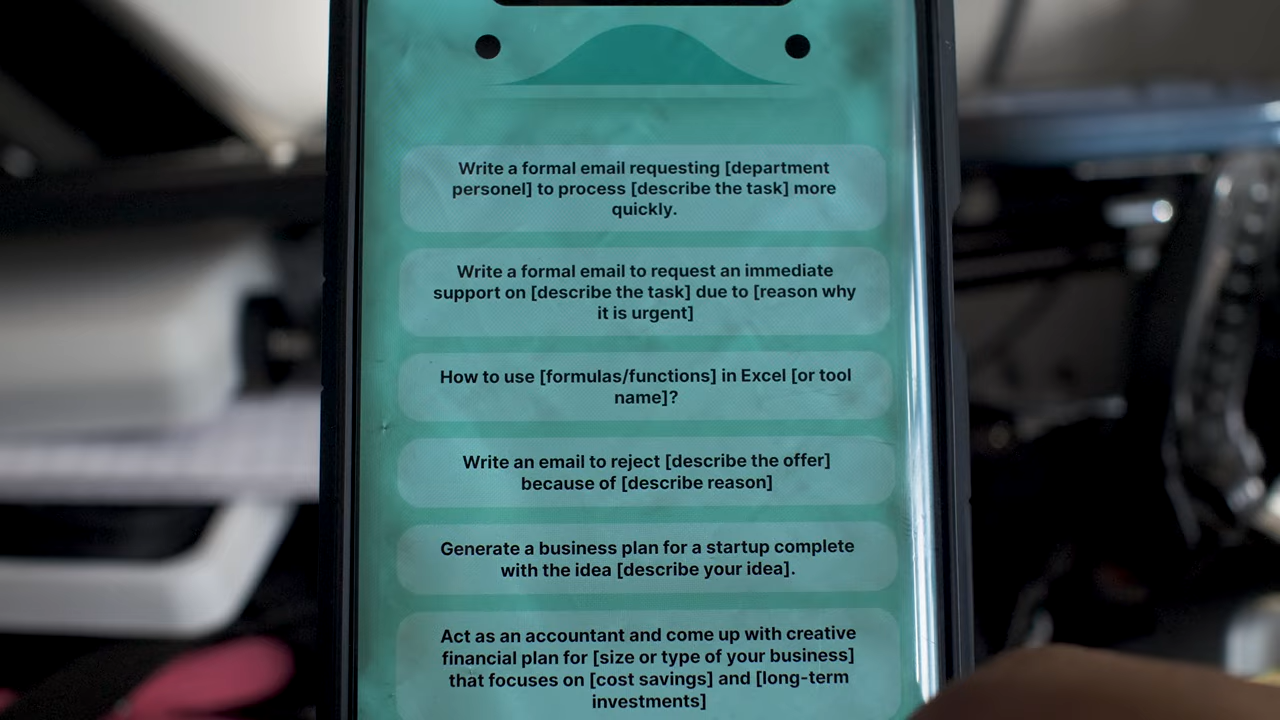 Write a formal email requesting [department
personel] to process [describe the task] more
quickly.
Write a formal email to request an immediate
support on [describe the task] due to [reason why
it is urgent]
How to use [formulas/functions] in Excel [or tool
name]?
Write an email to reject [describe the offer]
because of [describe reason]
Generate a business plan for a startup complete
with the idea [describe your idea].
Act as an accountant and come up with creative
financial plan for [size or type of your business]
that focuses on [cost savings] and [long-term
investments]